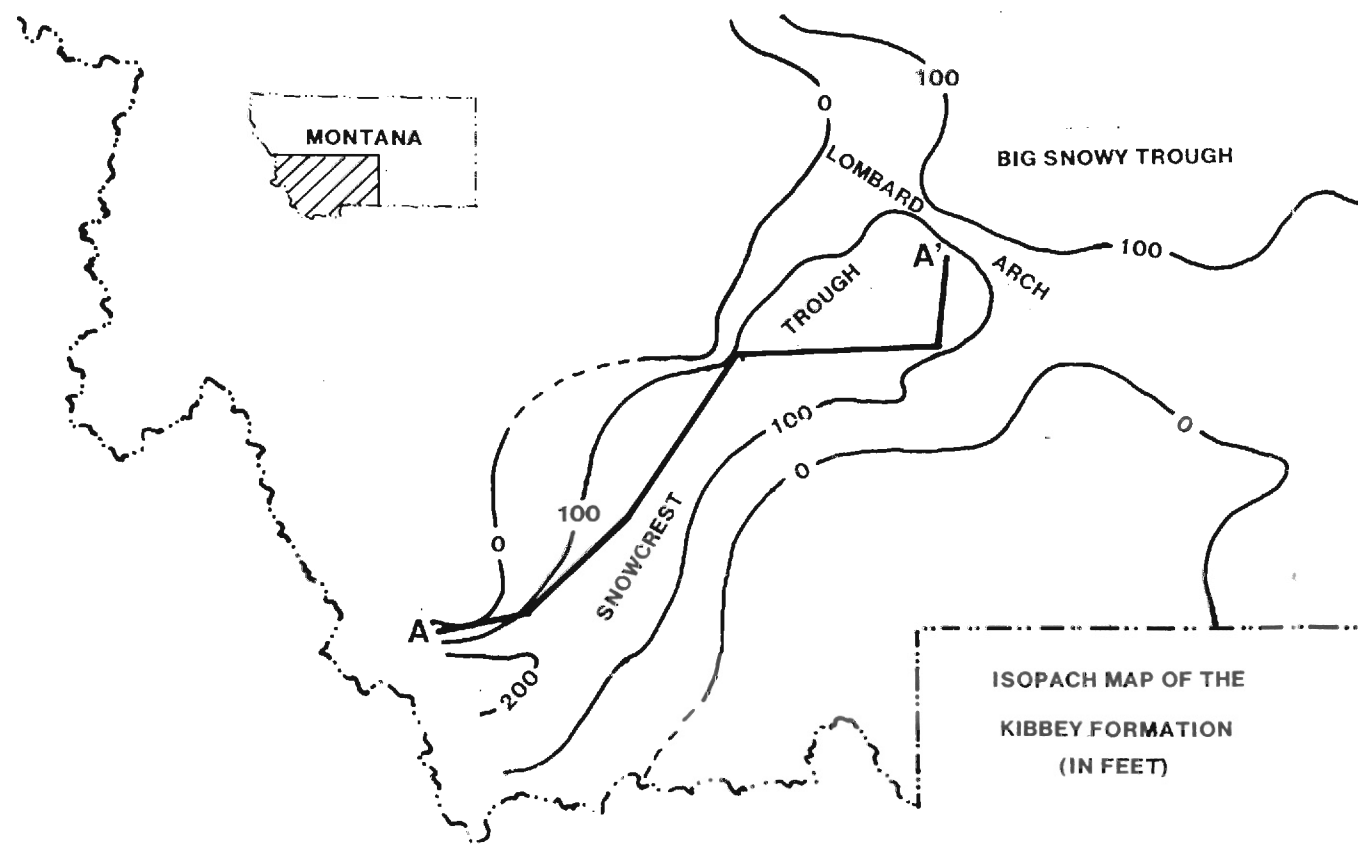 100
0
MONTANA
BIG SNOWY TROUGH
LOMBARD
ARCH
A'
100
TROUGH
100
0
0
100
0
SNOWCREST
A
200
ISOPACH MAP OF THE
KIBBEY FORMATION
(IN FEET)